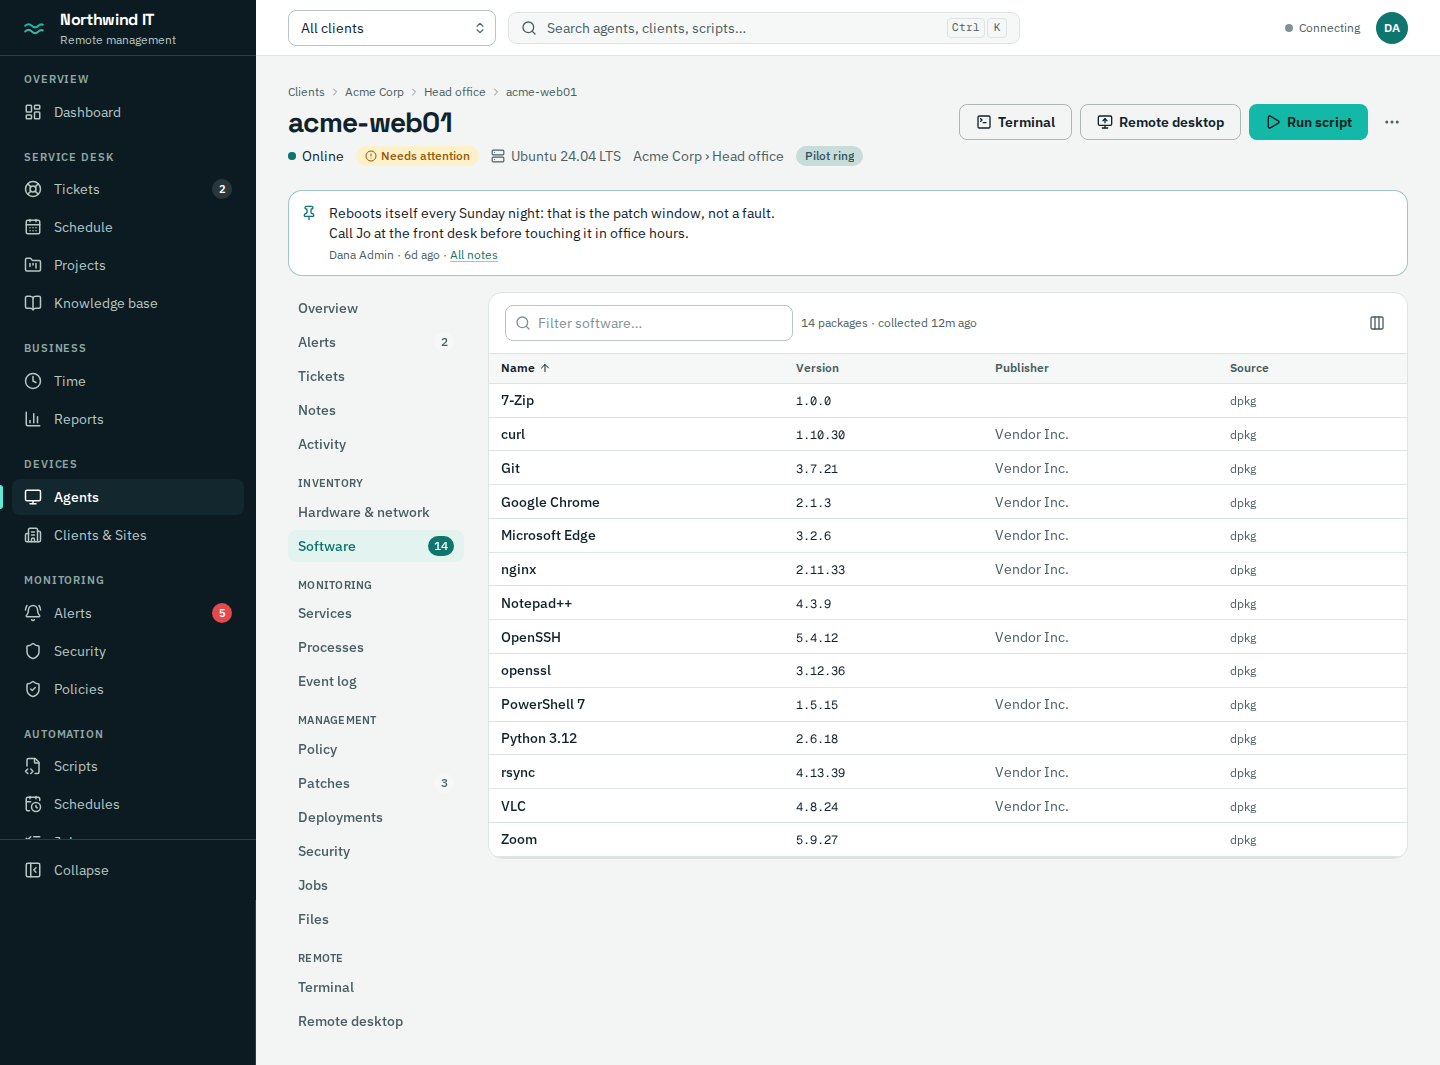 Northwind IT
Remote management
All clients
Search agents, clients, scripts...
Ctrl K
Connecting
DA
OVERVIEW
Dashboard
SERVICE DESK
Tickets 2
Schedule
Projects
Knowledge base
BUSINESS
Time
Reports
DEVICES
Agents
Clients & Sites
MONITORING
Alerts 5
Security
Policies
AUTOMATION
Scripts
Schedules
Collapse
Clients > Acme Corp > Head office > acme-web01
acme-web01
Terminal
Remote desktop
Run script
Online
Needs attention
Ubuntu 24.04 LTS
Acme Corp › Head office
Pilot ring
Reboots itself every Sunday night: that is the patch window, not a fault.
Call Jo at the front desk before touching it in office hours.
Dana Admin · 6d ago · All notes
Overview
Alerts 2
Tickets
Notes
Activity
INVENTORY
Hardware & network
Software 14
MONITORING
Services
Processes
Event log
MANAGEMENT
Policy
Patches 3
Deployments
Security
Jobs
Files
REMOTE
Terminal
Remote desktop
Filter software...
14 packages · collected 12m ago
Name Version Publisher Source
7-Zip 1.0.0 dpkg
curl 1.10.30 Vendor Inc. dpkg
Git 3.7.21 Vendor Inc. dpkg
Google Chrome 2.1.3 Vendor Inc. dpkg
Microsoft Edge 3.2.6 Vendor Inc. dpkg
nginx 2.11.33 Vendor Inc. dpkg
Notepad++ 4.3.9 dpkg
OpenSSH 5.4.12 Vendor Inc. dpkg
openssl 3.12.36 dpkg
PowerShell 7 1.5.15 Vendor Inc. dpkg
Python 3.12 2.6.18 dpkg
rsync 4.13.39 Vendor Inc. dpkg
VLC 4.8.24 Vendor Inc. dpkg
Zoom 5.9.27 dpkg